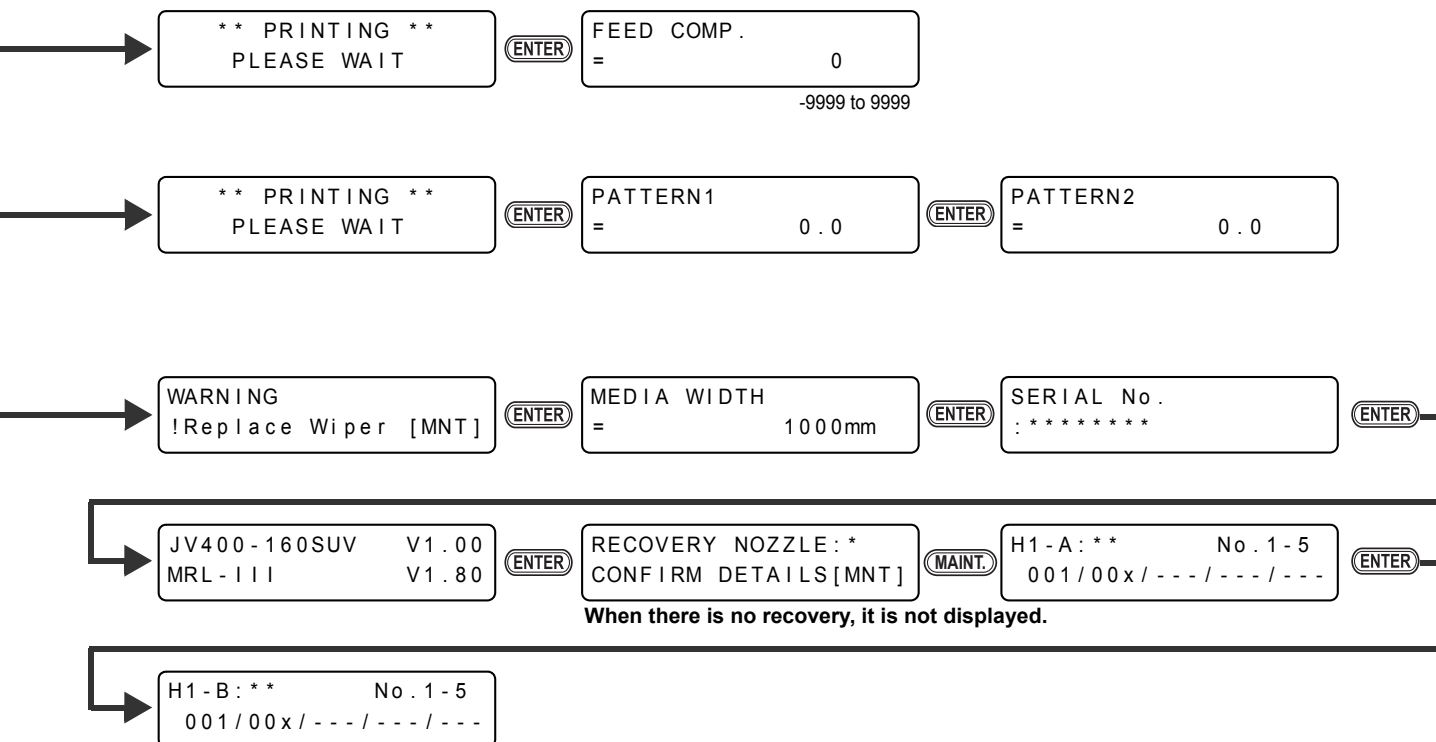 ** PRINTING **
PLEASE WAIT
ENTER
FEED COMP.
= 0
-9999 to 9999
** PRINTING **
PLEASE WAIT
ENTER
PATTERN1
= 0.0
ENTER
PATTERN2
= 0.0
WARNING
!Replace Wiper [MNT]
ENTER
MEDIA WIDTH
= 1000mm
ENTER
SERIAL No.
:********
ENTER
JV400-160SUV V1.00
MRL-III V1.80
ENTER
RECOVERY NOZZLE:*
CONFIRM DETAILS[MNT]
When there is no recovery, it is not displayed.
MAINT.
H1-A:** No.1-5
001/00x/---/---/---
ENTER
H1-B:** No.1-5
001/00x/---/---/---